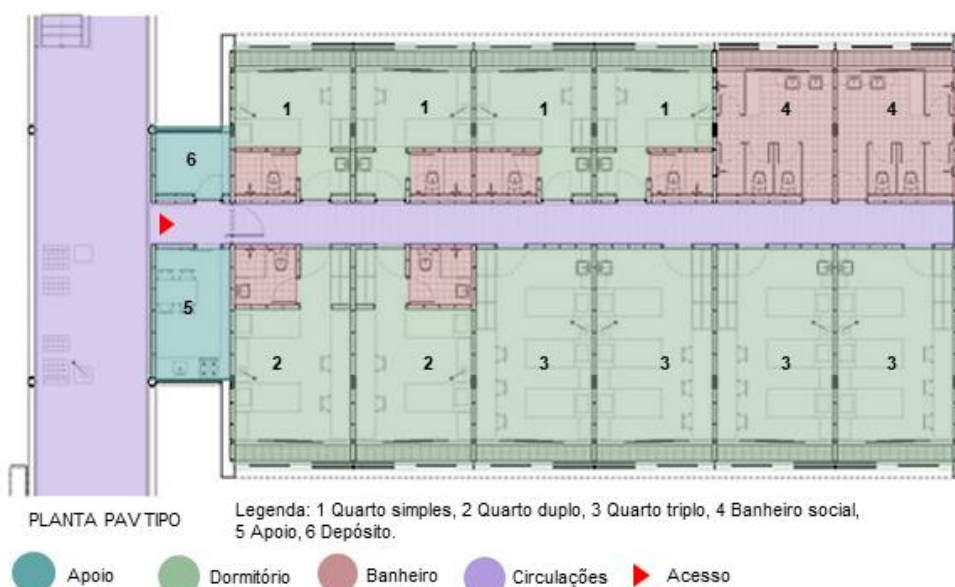 1 1 1 1 4 4
6
5
2 2 3 3 3 3
PLANTA PAV TIPO
Legenda: 1 Quarto simples, 2 Quarto duplo, 3 Quarto triplo, 4 Banheiro social,
5 Apoio, 6 Depósito.
Apoio Dormitório Banheiro Circulações Acesso